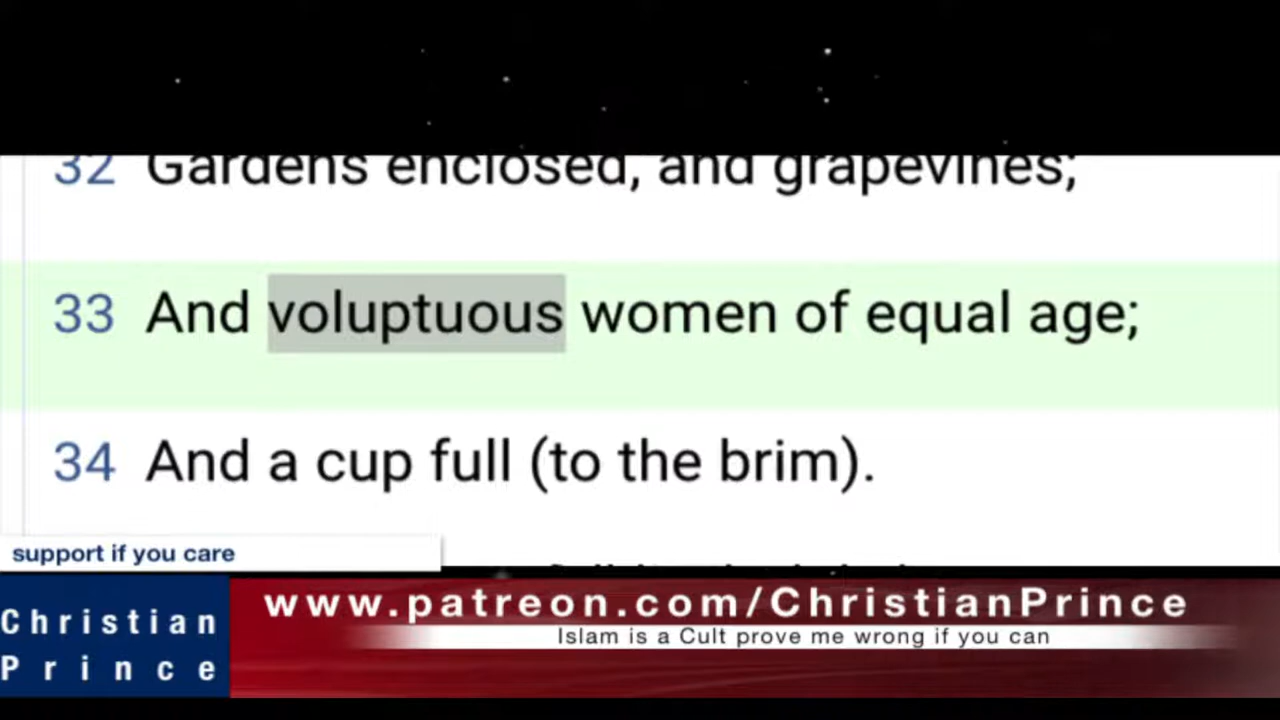 32 Gardens enclosed, and grapevines;
33 And voluptuous women of equal age;
34 And a cup full (to the brim).
support if you care
Christian
Prince
www.patreon.com/ChristianPrince
Islam is a Cult prove me wrong if you can